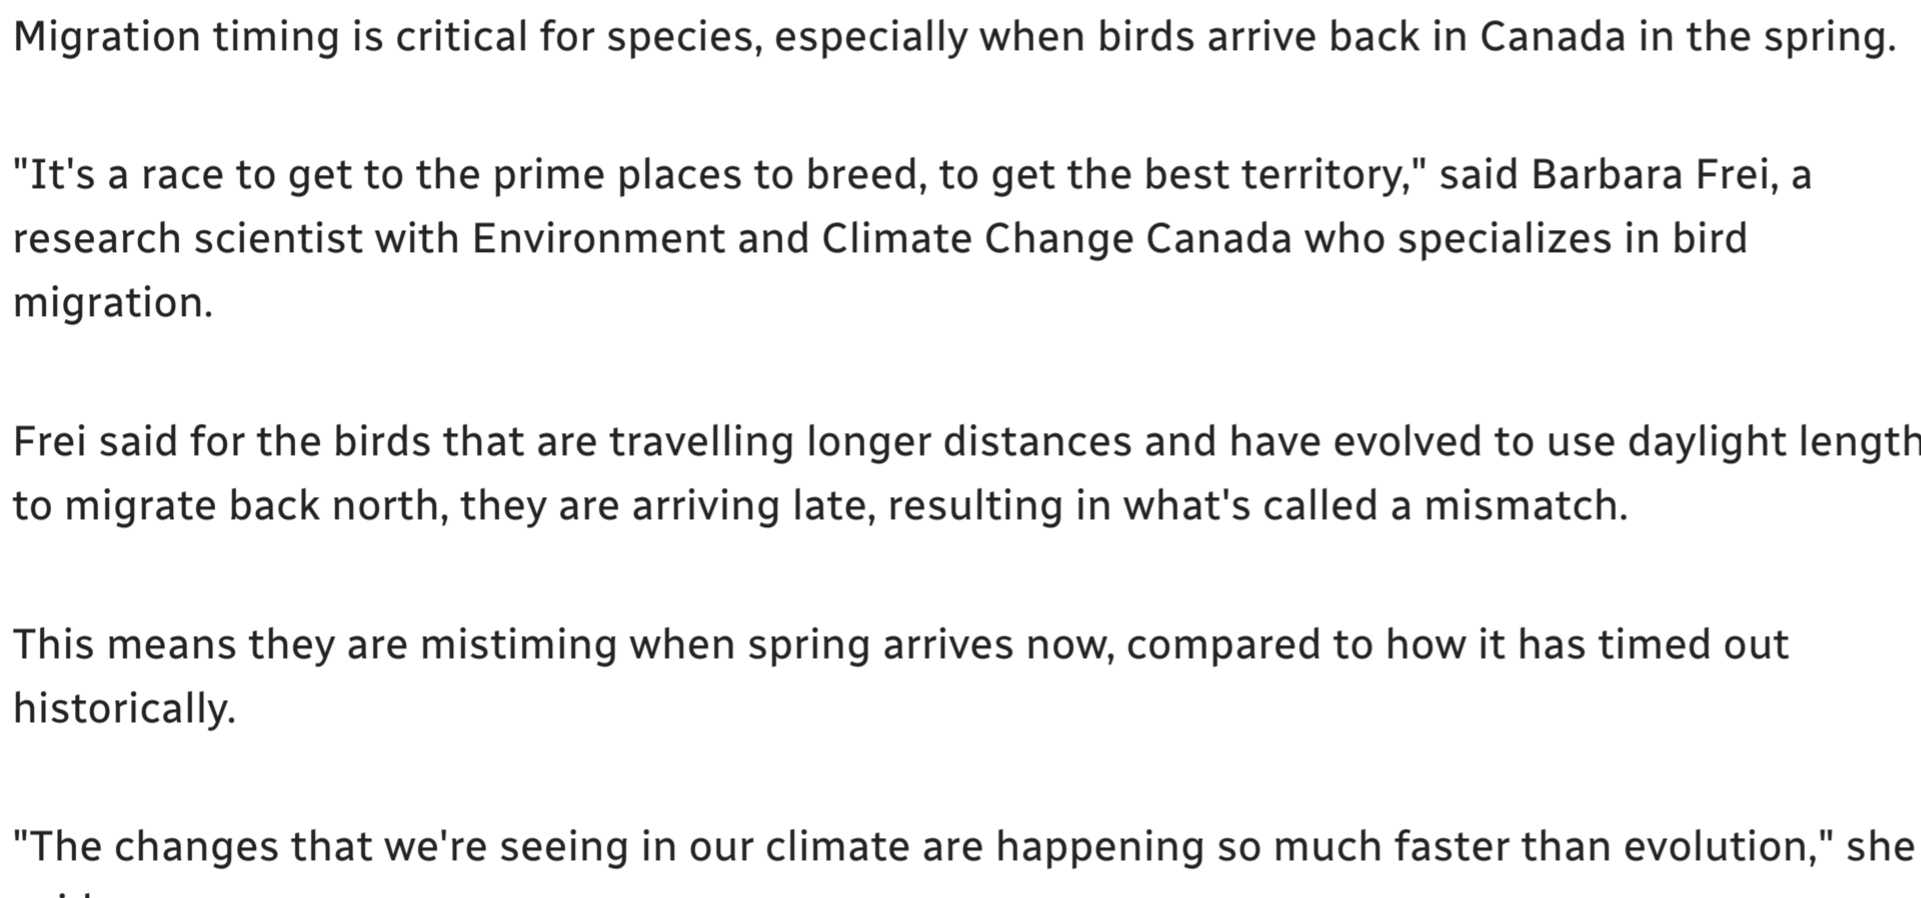 Migration timing is critical for species, especially when birds arrive back in Canada in the spring.
"It's a race to get to the prime places to breed, to get the best territory," said Barbara Frei, a
research scientist with Environment and Climate Change Canada who specializes in bird
migration.
Frei said for the birds that are travelling longer distances and have evolved to use daylight length
to migrate back north, they are arriving late, resulting in what's called a mismatch.
This means they are mistiming when spring arrives now, compared to how it has timed out
historically.
"The changes that we're seeing in our climate are happening so much faster than evolution," she